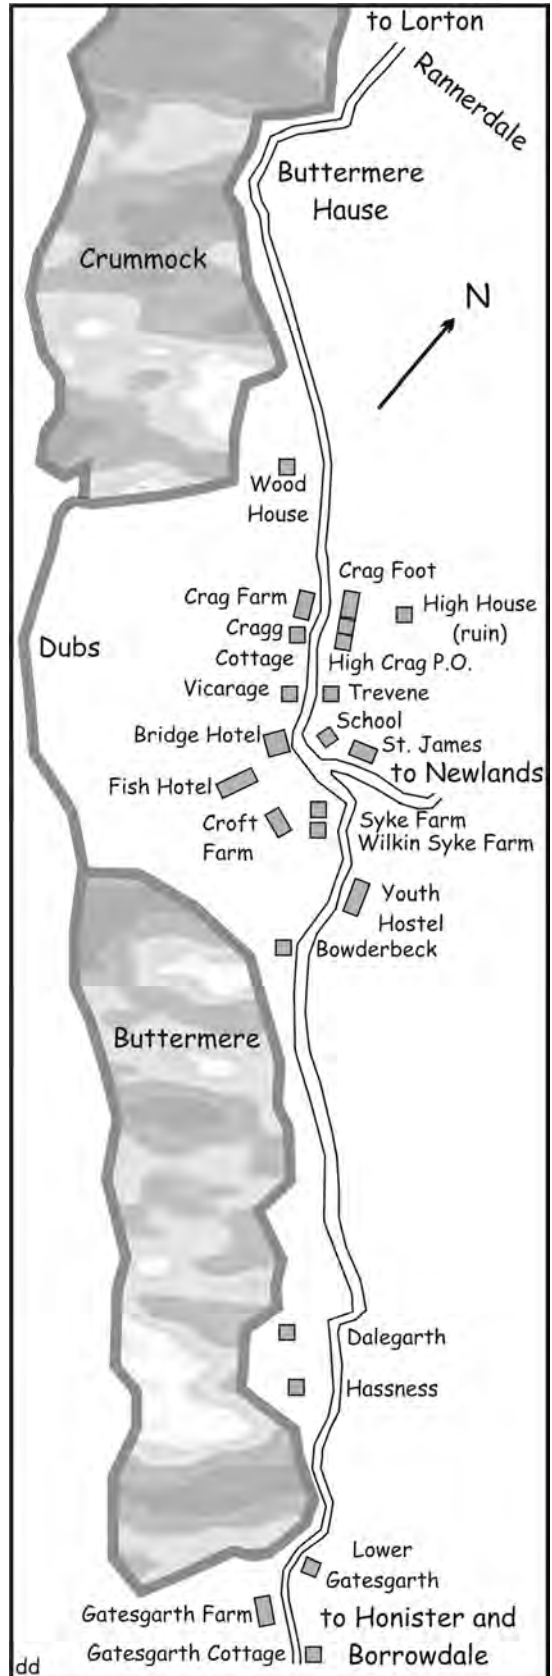 to Lorton
Rannerdale
Buttermere
Hause
Crummock
N
Wood
House
Crag Foot
Crag Farm
High House
(ruin)
Cragg
Cottage
High Crag P.O.
Dubs
Vicarage
Trevene
School
Bridge Hotel
St. James
to Newlands
Fish Hotel
Croft
Farm
Syke Farm
Wilkin Syke Farm
Youth
Hostel
Bowderbeck
Buttermere
Dalegarth
Hassness
Lower
Gatesgarth
Gatesgarth Farm
to Honister and
Borrowdale
Gatesgarth Cottage
dd